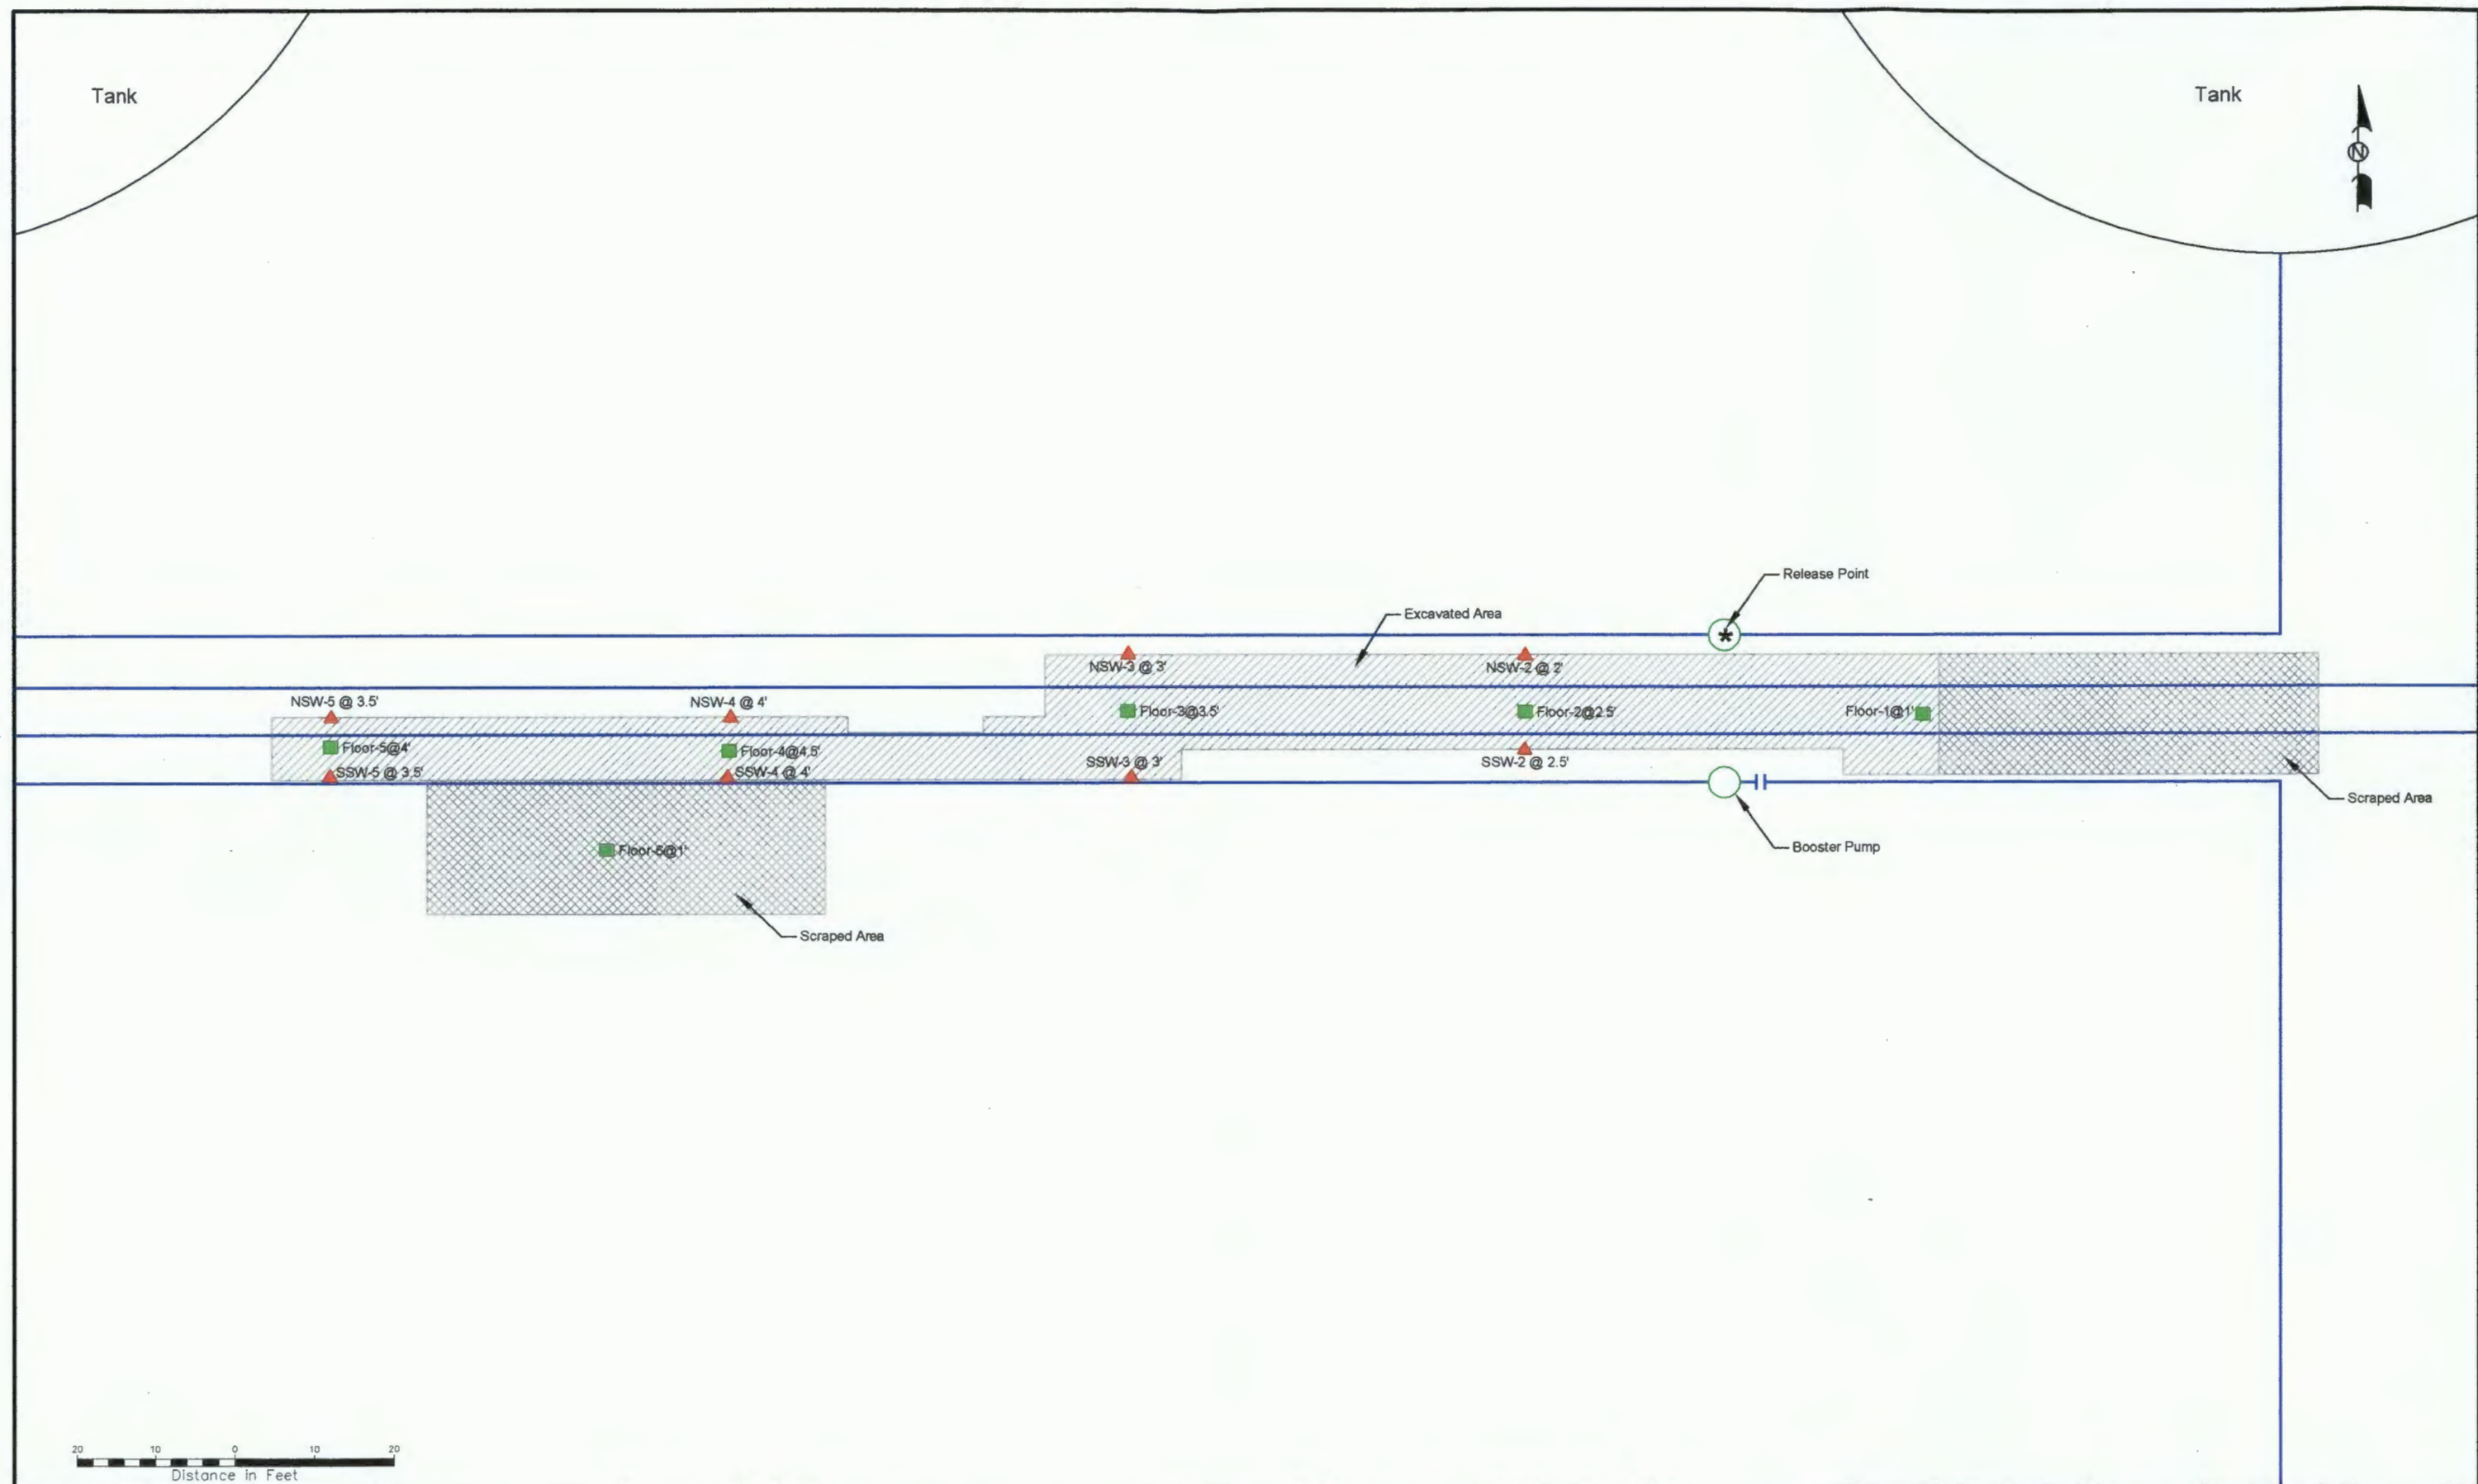 Tank
Tank
N
Release Point
Excavated Area
NSW-3 @ 3'
NSW-2 @ 2'
NSW-5 @ 3.5'
NSW-4 @ 4'
Floor-3@3.5'
Floor-2@2.5'
Floor-1@1'
Floor-5@4'
Floor-4@4.5'
SSW-5 @ 3.5'
SSW-4 @ 4'
SSW-3 @ 3'
SSW-2 @ 2.5'
Scraped Area
Booster Pump
Floor-6@1'
Scraped Area
20 10 0 10 20
Distance in Feet